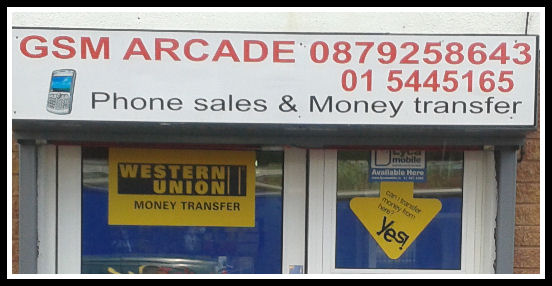 GSM ARCADE 0879258643
01 5445165
Phone sales & Money transfer
WESTERN
UNION
MONEY TRANSFER
Lyca
mobile
Available Here
can I transfer
money from
here?
Yes!